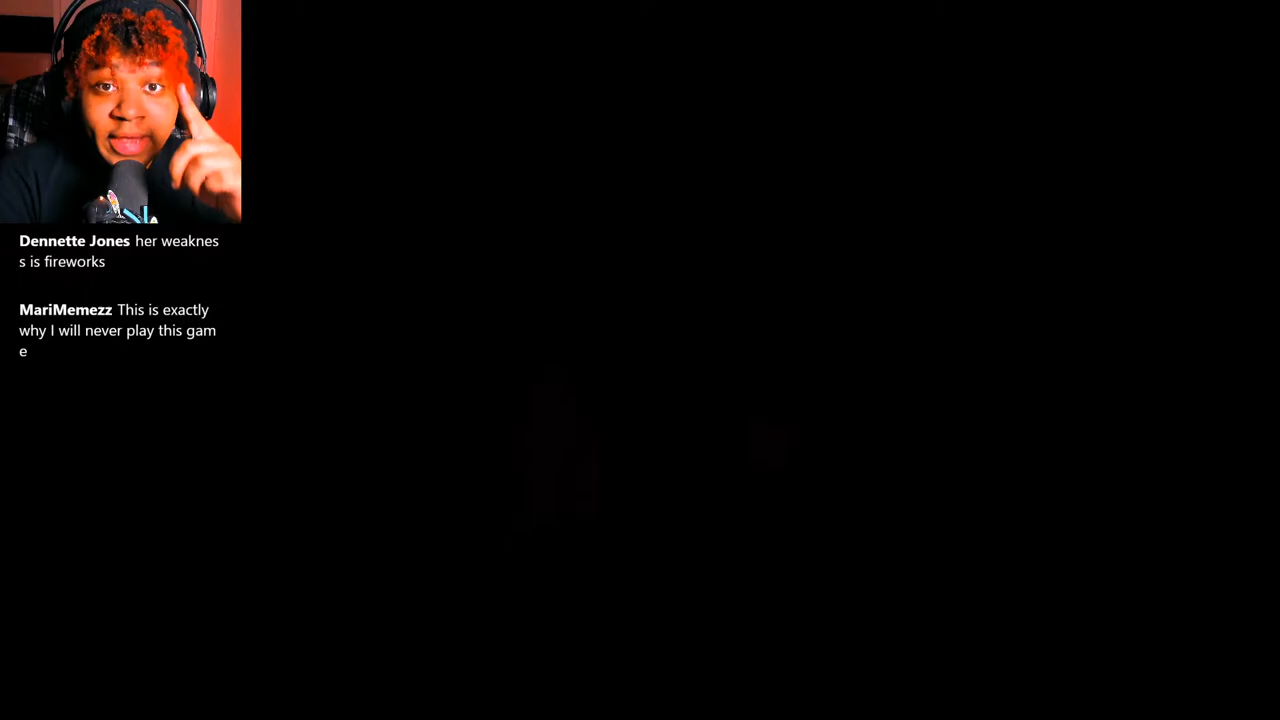 Dennette Jones her weaknes
s is fireworks
MariMemezz This is exactly
why I will never play this gam
e